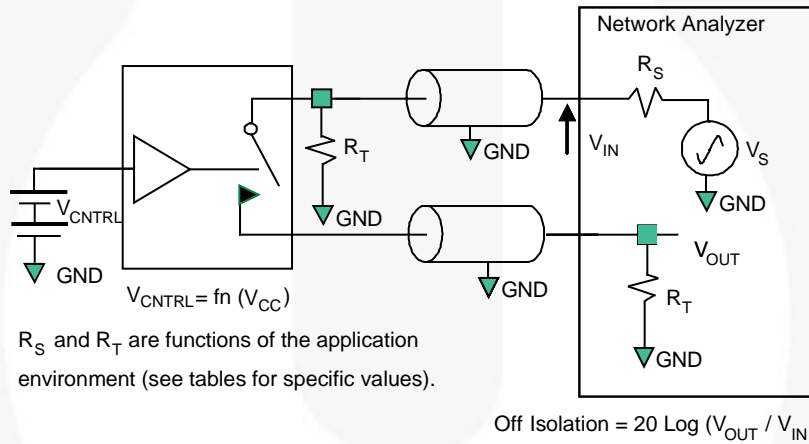 Network Analyzer
R_S
R_T
GND
V_IN
V_S
GND
V_CNTRL
GND
GND
V_OUT
GND
R_T
GND
V_CNTRL = fn (V_CC)
R_S and R_T are functions of the application
environment (see tables for specific values).
Off Isolation = 20 Log (V_OUT / V_IN